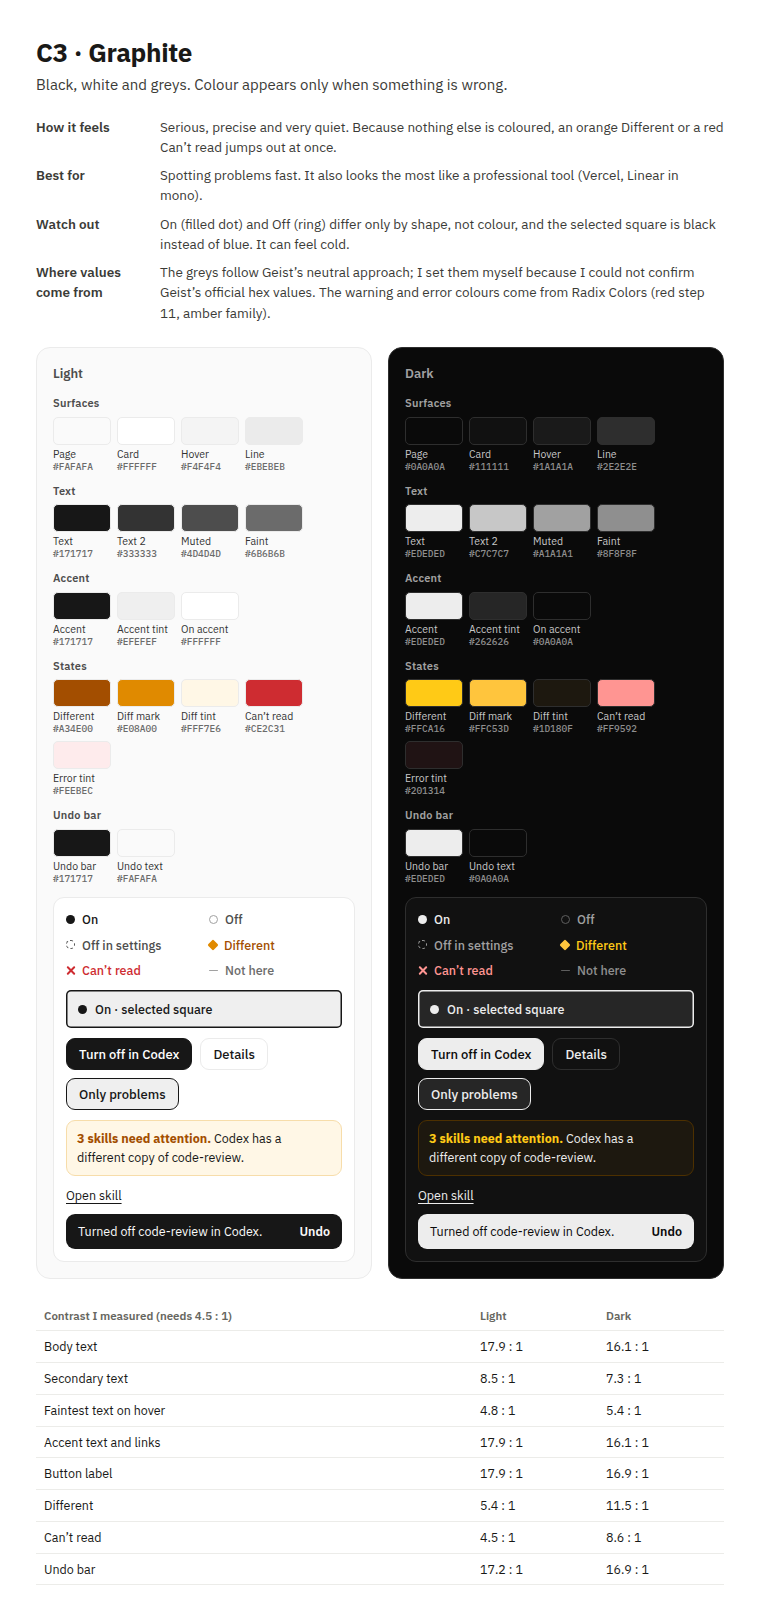 C3 · Graphite
Black, white and greys. Colour appears only when something is wrong.
How it feels
Serious, precise and very quiet. Because nothing else is coloured, an orange Different or a red
Can’t read jumps out at once.
Best for
Spotting problems fast. It also looks the most like a professional tool (Vercel, Linear in
mono).
Watch out
On (filled dot) and Off (ring) differ only by shape, not colour, and the selected square is black
instead of blue. It can feel cold.
Where values
come from
The greys follow Geist’s neutral approach; I set them myself because I could not confirm
Geist’s official hex values. The warning and error colours come from Radix Colors (red step
11, amber family).
Light
Surfaces
Page Card Hover Line
#FAFAFA #FFFFFF #F4F4F4 #EBEBEB
Text
Text Text 2 Muted Faint
#171717 #333333 #4D4D4D #6B6B6B
Accent
Accent Accent tint On accent
#171717 #EFEFEF #FFFFFF
States
Different Diff mark Diff tint Can’t read
#A34E00 #E08A00 #FFF7E6 #CE2C31
Error tint
#FEEBEC
Undo bar
Undo bar Undo text
#171717 #FAFAFA
On Off
Off in settings Different
Can’t read Not here
On · selected square
Turn off in Codex Details
Only problems
3 skills need attention. Codex has a
different copy of code-review.
Open skill
Turned off code-review in Codex. Undo
Dark
Surfaces
Page Card Hover Line
#0A0A0A #111111 #1A1A1A #2E2E2E
Text
Text Text 2 Muted Faint
#EDEDED #C7C7C7 #A1A1A1 #8F8F8F
Accent
Accent Accent tint On accent
#EDEDED #262626 #0A0A0A
States
Different Diff mark Diff tint Can’t read
#FFCA16 #FFC53D #1D180F #FF9592
Error tint
#201314
Undo bar
Undo bar Undo text
#EDEDED #0A0A0A
On Off
Off in settings Different
Can’t read Not here
On · selected square
Turn off in Codex Details
Only problems
3 skills need attention. Codex has a
different copy of code-review.
Open skill
Turned off code-review in Codex. Undo
Contrast I measured (needs 4.5 : 1) Light Dark
Body text 17.9 : 1 16.1 : 1
Secondary text 8.5 : 1 7.3 : 1
Faintest text on hover 4.8 : 1 5.4 : 1
Accent text and links 17.9 : 1 16.1 : 1
Button label 17.9 : 1 16.9 : 1
Different 5.4 : 1 11.5 : 1
Can’t read 4.5 : 1 8.6 : 1
Undo bar 17.2 : 1 16.9 : 1